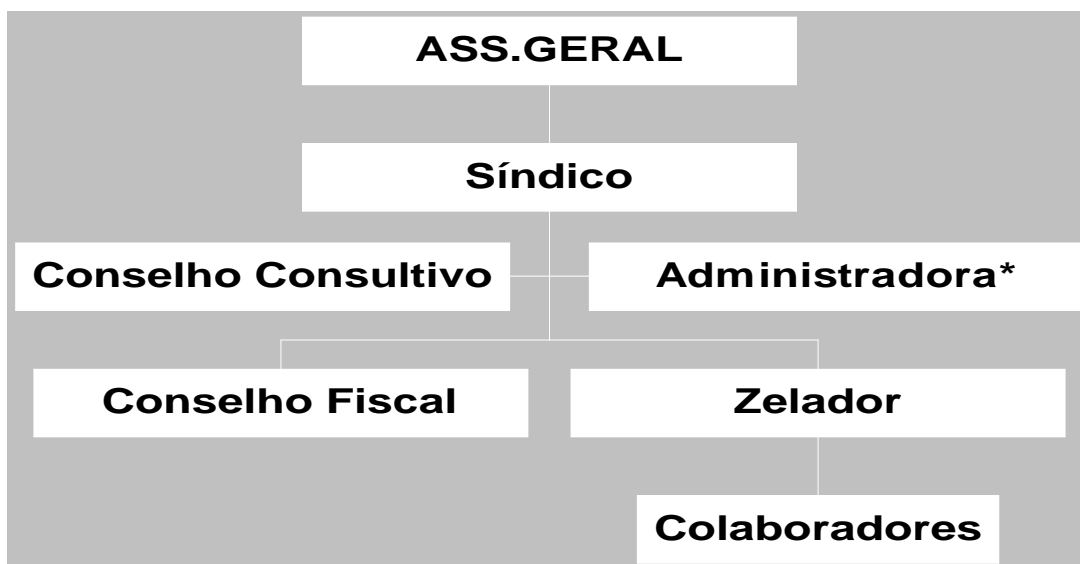 ASS.GERAL
Síndico
Conselho Consultivo
Administradora*
Conselho Fiscal
Zelador
Colaboradores